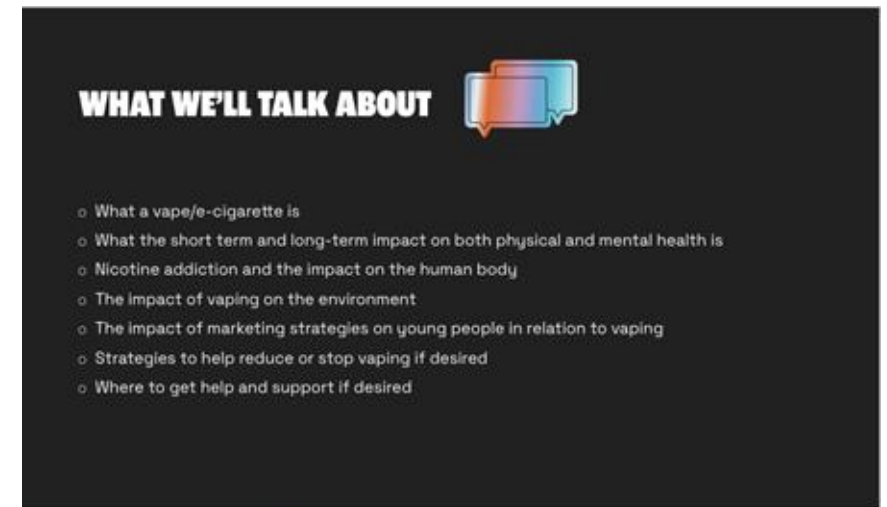 WHAT WE'LL TALK ABOUT
o What a vape/e-cigarette is
o What the short term and long-term impact on both physical and mental health is
o Nicotine addiction and the impact on the human body
o The impact of vaping on the environment
o The impact of marketing strategies on young people in relation to vaping
o Strategies to help reduce or stop vaping if desired
o Where to get help and support if desired